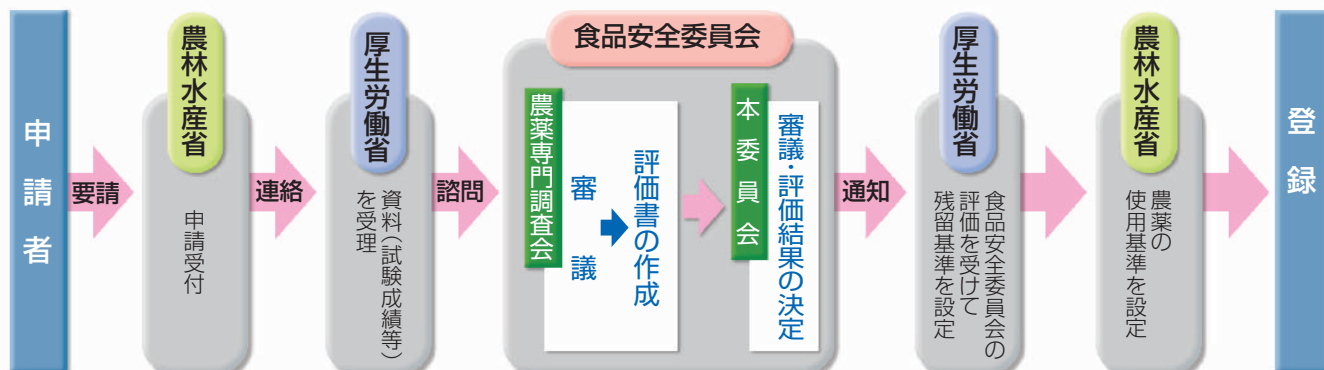 申請者
要請
農林水産省
申請受付
連絡
厚生労働省
資料（試験成績等）
を受理
諮問
食品安全委員会
農薬専門調査会
審議
評価書の作成
本委員会
審議・評価結果の決定
通知
厚生労働省
食品安全委員会の
評価を受けて
残留基準を設定
農林水産省
農薬の
使用基準を設定
登録